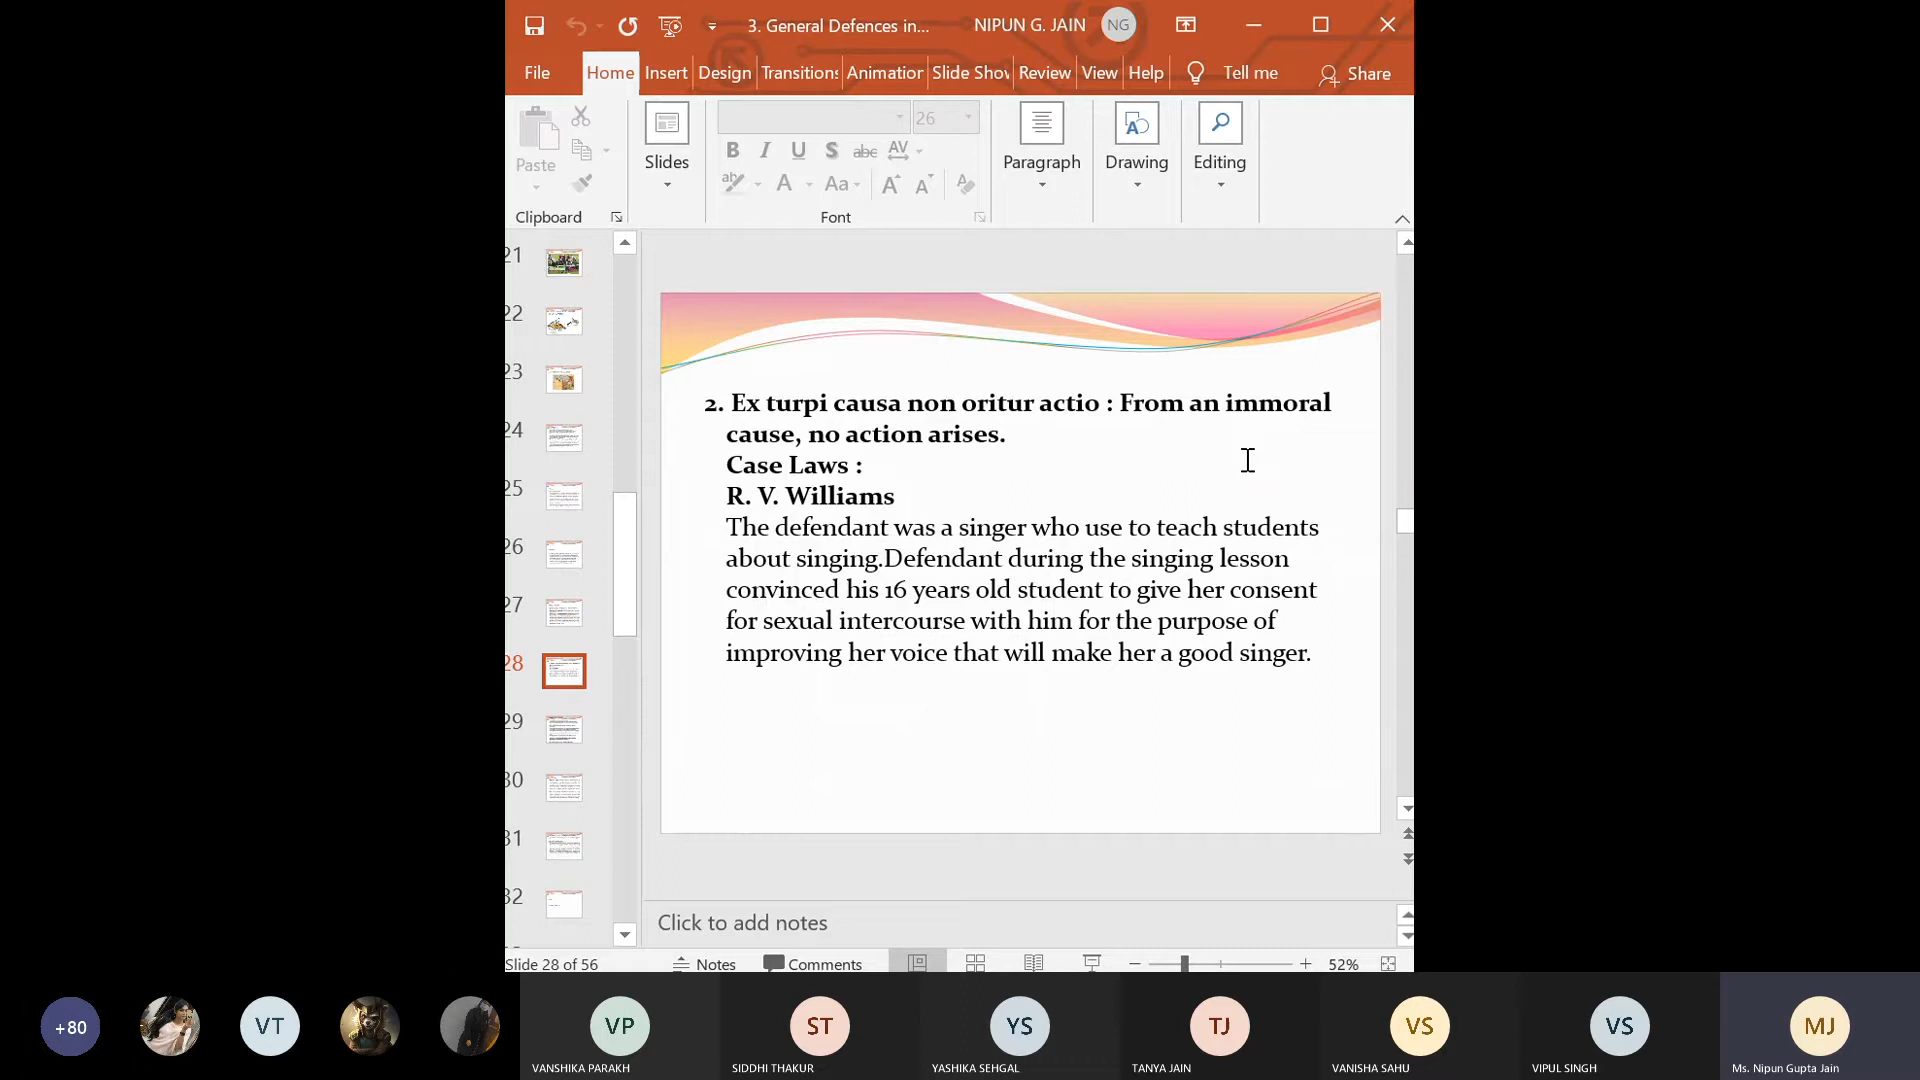 3. General Defences in...
NIPUN G. JAIN
NG
File
Home
Insert
Design
Transitions
Animation
Slide Show
Review
View
Help
Tell me
Share
Paste
Slides
26
B I U S abc AV
ab A Aa A A A
Paragraph
Drawing
Editing
Clipboard
Font
21
22
23
24
25
26
27
28
29
30
31
32
2. Ex turpi causa non oritur actio : From an immoral
cause, no action arises.
Case Laws :
R. V. Williams
The defendant was a singer who use to teach students
about singing.Defendant during the singing lesson
convinced his 16 years old student to give her consent
for sexual intercourse with him for the purpose of
improving her voice that will make her a good singer.
Click to add notes
Slide 28 of 56
Notes
Comments
52%
+80
VT
VP
ST
YS
TJ
VS
VS
MJ
VANSHIKA PARAKH
SIDDHI THAKUR
YASHIKA SEHGAL
TANYA JAIN
VANISHA SAHU
VIPUL SINGH
Ms. Nipun Gupta Jain